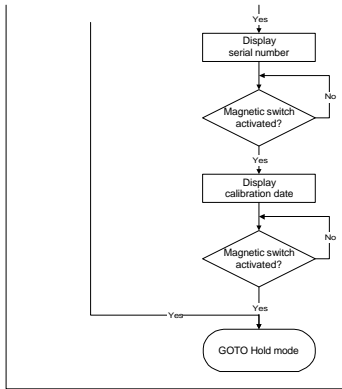 Yes
Display
serial number
No
Magnetic switch
activated?
Yes
Display
calibration date
No
Magnetic switch
activated?
Yes
Yes
GOTO Hold mode